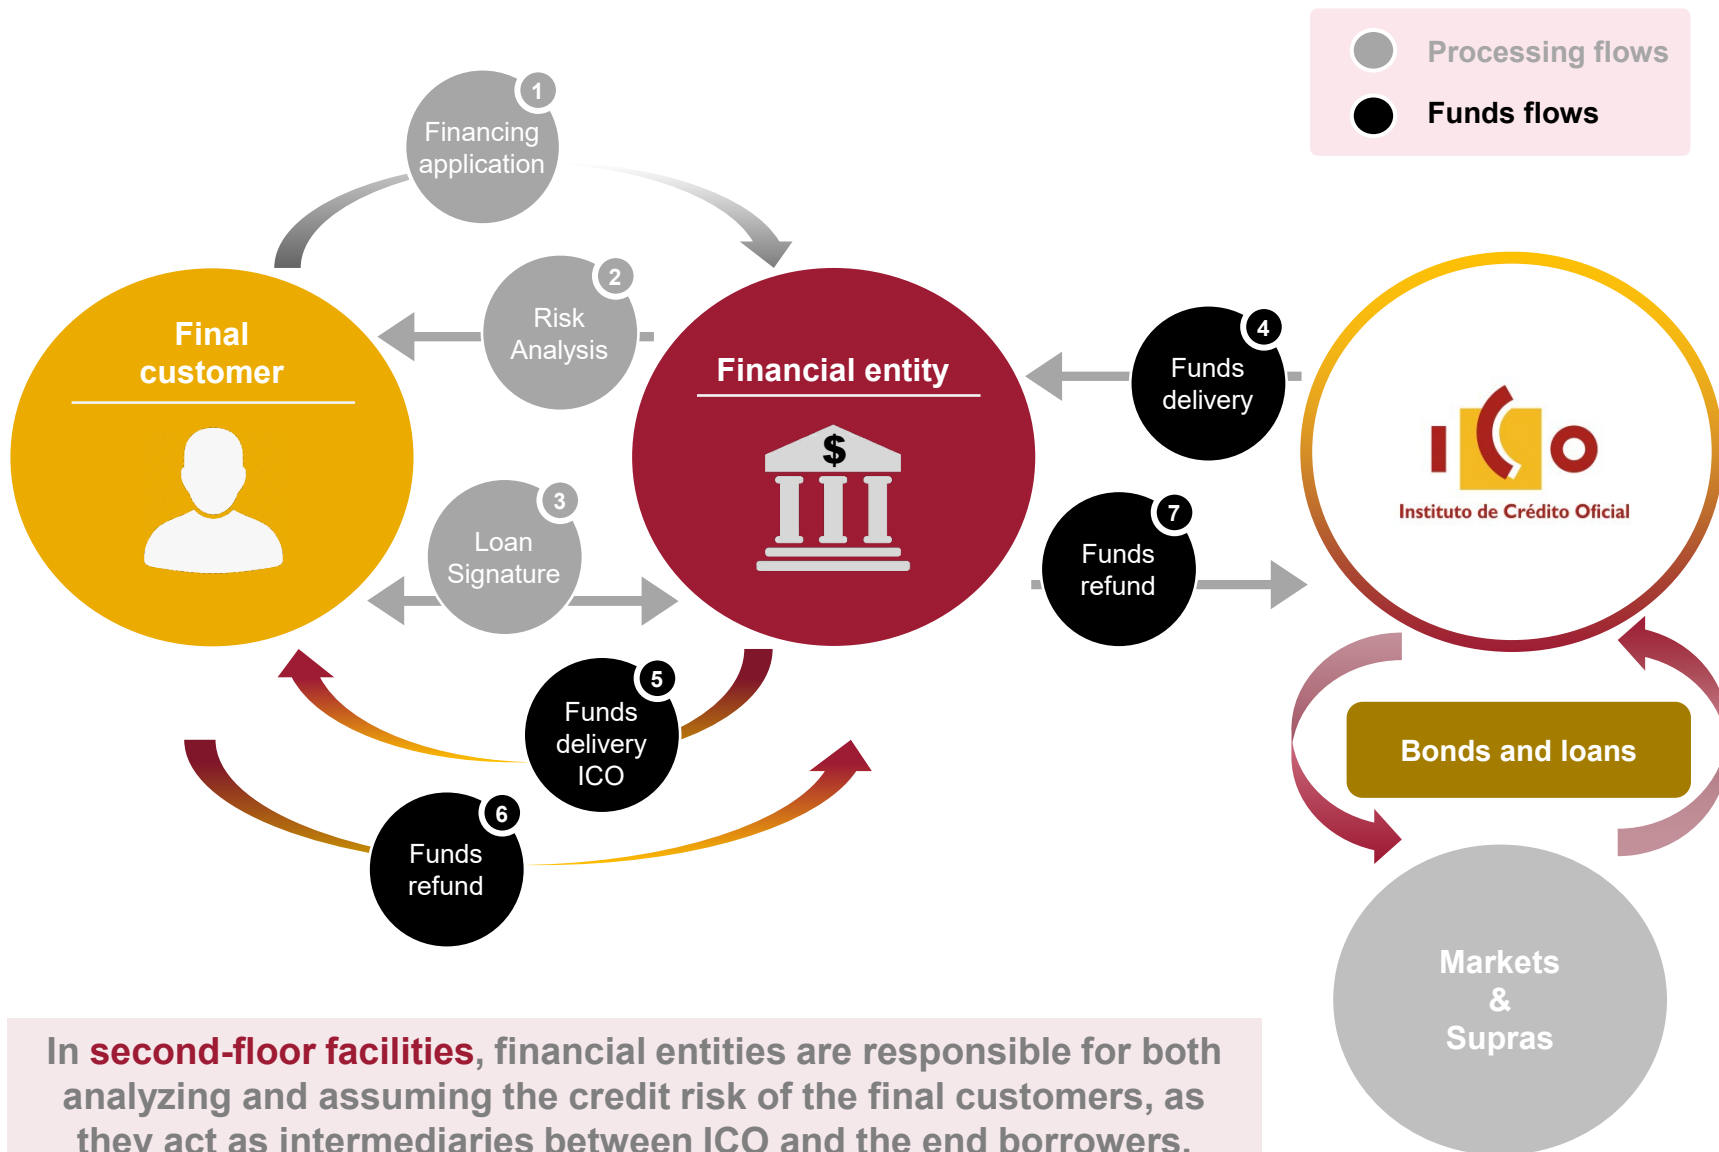 Processing flows
Funds flows
1
Financing
application
2
Risk
Analysis
Final
customer
Financial entity
$
3
Loan
Signature
4
Funds
delivery
7
Funds
refund
ICO
Instituto de Crédito Oficial
5
Funds
delivery
ICO
6
Funds
refund
Bonds and loans
Markets
&
Supras
In second-floor facilities, financial entities are responsible for both
analyzing and assuming the credit risk of the final customers, as
they act as intermediaries between ICO and the end borrowers.